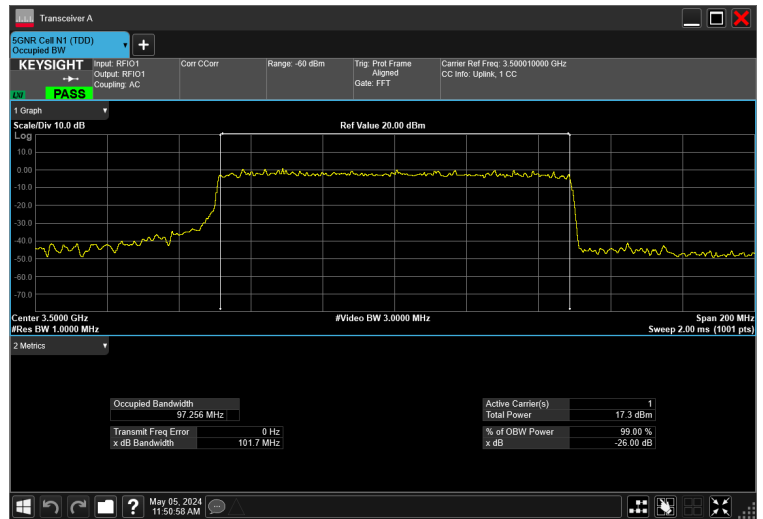 Transceiver A
5GNR Cell N1 (TDD)
Occupied BW
KEYSIGHT
LXI
PASS
Input: RFIO1
Output: RFIO1
Coupling: AC
Corr CCorr
Range: -60 dBm
Trig: Prot Frame
Aligned
Gate: FFT
Carrier Ref Freq: 3.500010000 GHz
CC Info: Uplink, 1 CC
1 Graph
Scale/Div 10.0 dB
Ref Value 20.00 dBm
Log
10.0
0.00
-10.0
-20.0
-30.0
-40.0
-50.0
-60.0
-70.0
Center 3.5000 GHz
#Video BW 3.0000 MHz
Span 200 MHz
#Res BW 1.0000 MHz
Sweep 2.00 ms (1001 pts)
2 Metrics
Occupied Bandwidth
97.256 MHz
Transmit Freq Error 0 Hz
x dB Bandwidth 101.7 MHz
Active Carrier(s) 1
Total Power 17.3 dBm
% of OBW Power 99.00 %
x dB -26.00 dB
?
May 05, 2024
11:50:58 AM